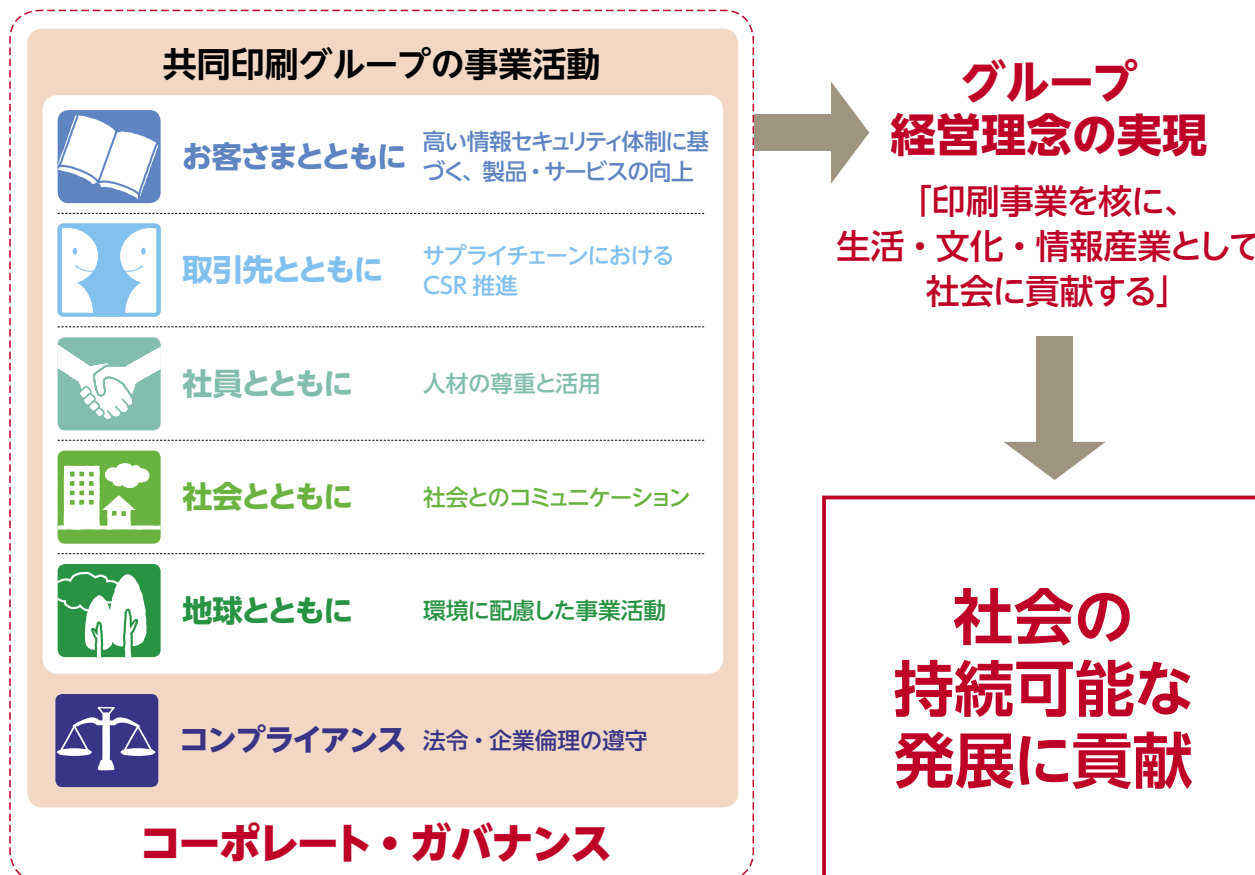 共同印刷グループの事業活動
お客さまとともに
高い情報セキュリティ体制に基
づく、製品・サービスの向上
取引先とともに
サプライチェーンにおける
CSR 推進
社員とともに
人材の尊重と活用
社会とともに
社会とのコミュニケーション
地球とともに
環境に配慮した事業活動
コンプライアンス
法令・企業倫理の遵守
コーポレート・ガバナンス
グループ
経営理念の実現
「印刷事業を核に、
生活・文化・情報産業として
社会に貢献する」
社会の
持続可能な
発展に貢献